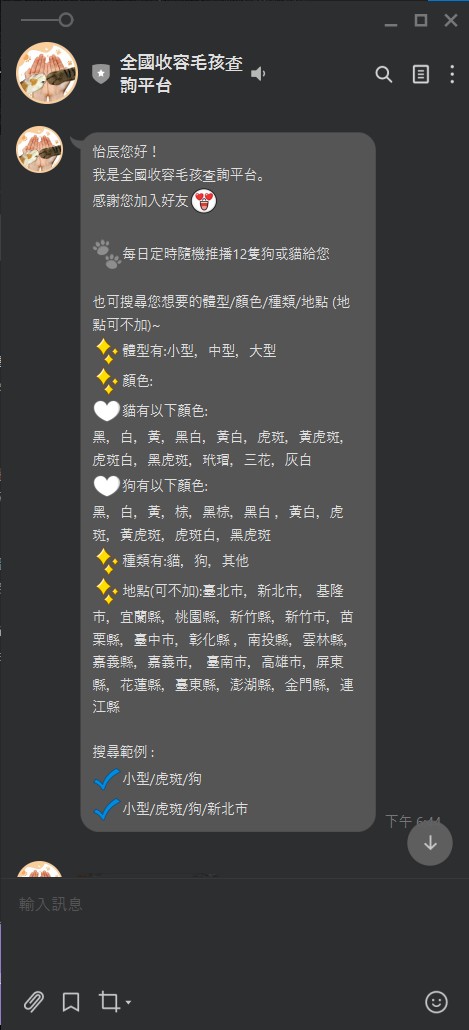 全國收容毛孩查
詢平台
怡辰您好！
我是全國收容毛孩查詢平台。
感謝您加入好友
每日定時隨機推播12隻狗或貓給您
也可搜尋您想要的體型/顏色/種類/地點 (地
點可不加)~
體型有:小型, 中型, 大型
顏色:
貓有以下顏色:
黑, 白, 黃, 黑白, 黃白, 虎斑, 黃虎斑,
虎斑白, 黑虎斑, 玳瑁, 三花, 灰白
狗有以下顏色:
黑, 白, 黃, 棕, 黑棕, 黑白 , 黃白, 虎
斑, 黃虎斑, 虎斑白, 黑虎斑
種類有:貓, 狗, 其他
地點(可不加):臺北市, 新北市, 基隆
市, 宜蘭縣, 桃園縣, 新竹縣, 新竹市, 苗
栗縣, 臺中市, 彰化縣 , 南投縣, 雲林縣,
嘉義縣, 嘉義市, 臺南市, 高雄市, 屏東
縣, 花蓮縣, 臺東縣, 澎湖縣, 金門縣, 連
江縣
搜尋範例 :
小型/虎斑/狗
小型/虎斑/狗/新北市
下午 6:44
輸入訊息